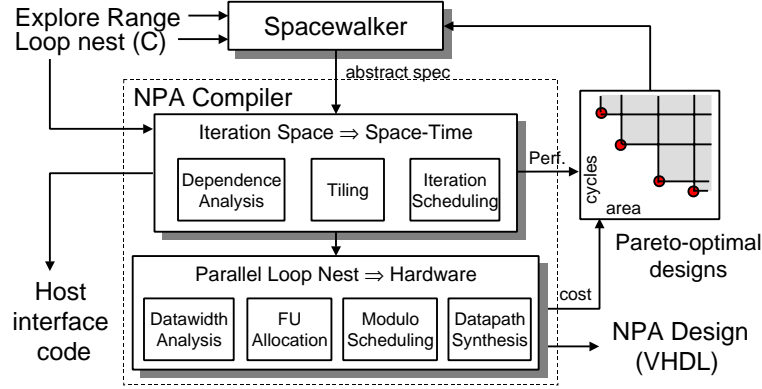 Explore Range
Loop nest (C)
Spacewalker
abstract spec
NPA Compiler
Iteration Space ⇒ Space-Time
Dependence
Analysis
Tiling
Iteration
Scheduling
Perf.
cycles
area
Pareto-optimal
designs
Parallel Loop Nest ⇒ Hardware
Datawidth
Analysis
FU
Allocation
Modulo
Scheduling
Datapath
Synthesis
cost
Host
interface
code
NPA Design
(VHDL)